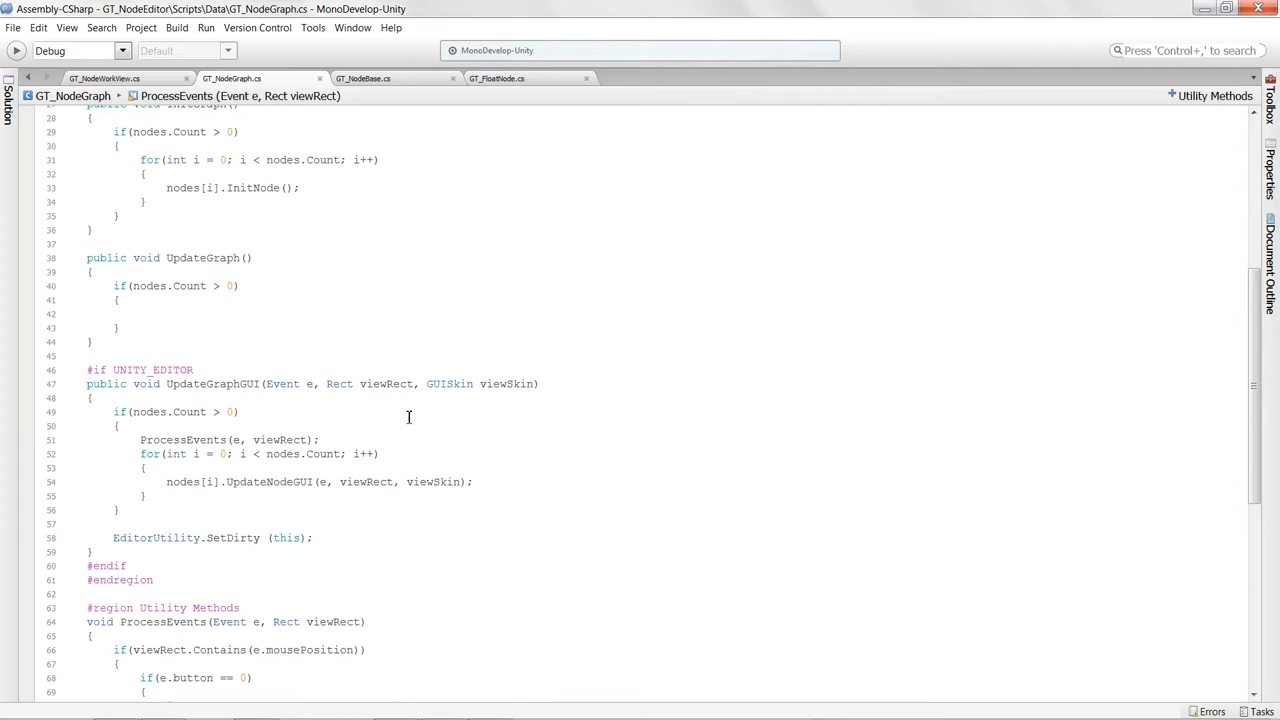 Assembly-CSharp - GT_NodeEditor\Scripts\Data\GT_NodeGraph.cs - MonoDevelop-Unity
File Edit View Search Project Build Run Version Control Tools Window Help
Debug Default... MonoDevelop-Unity Press 'Control+,' to search
GT_NodeWorkView.cs GT_NodeGraph.cs GT_NodeBase.cs GT_FloatNode.cs
GT_NodeGraph ▸ ProcessEvents (Event e, Rect viewRect) Utility Methods
Solution
Toolbox
Properties
Document Outline
27 public void InitGraph()
28 {
29 if(nodes.Count > 0)
30 {
31 for(int i = 0; i < nodes.Count; i++)
32 {
33 nodes[i].InitNode();
34 }
35 }
36 }
37
38 public void UpdateGraph()
39 {
40 if(nodes.Count > 0)
41 {
42
43 }
44 }
45
46 #if UNITY_EDITOR
47 public void UpdateGraphGUI(Event e, Rect viewRect, GUISkin viewSkin)
48 {
49 if(nodes.Count > 0)
50 {
51 ProcessEvents(e, viewRect);
52 for(int i = 0; i < nodes.Count; i++)
53 {
54 nodes[i].UpdateNodeGUI(e, viewRect, viewSkin);
55 }
56 }
57
58 EditorUtility.SetDirty (this);
59 }
60 #endif
61 #endregion
62
63 #region Utility Methods
64 void ProcessEvents(Event e, Rect viewRect)
65 {
66 if(viewRect.Contains(e.mousePosition))
67 {
68 if(e.button == 0)
69 {
Errors Tasks